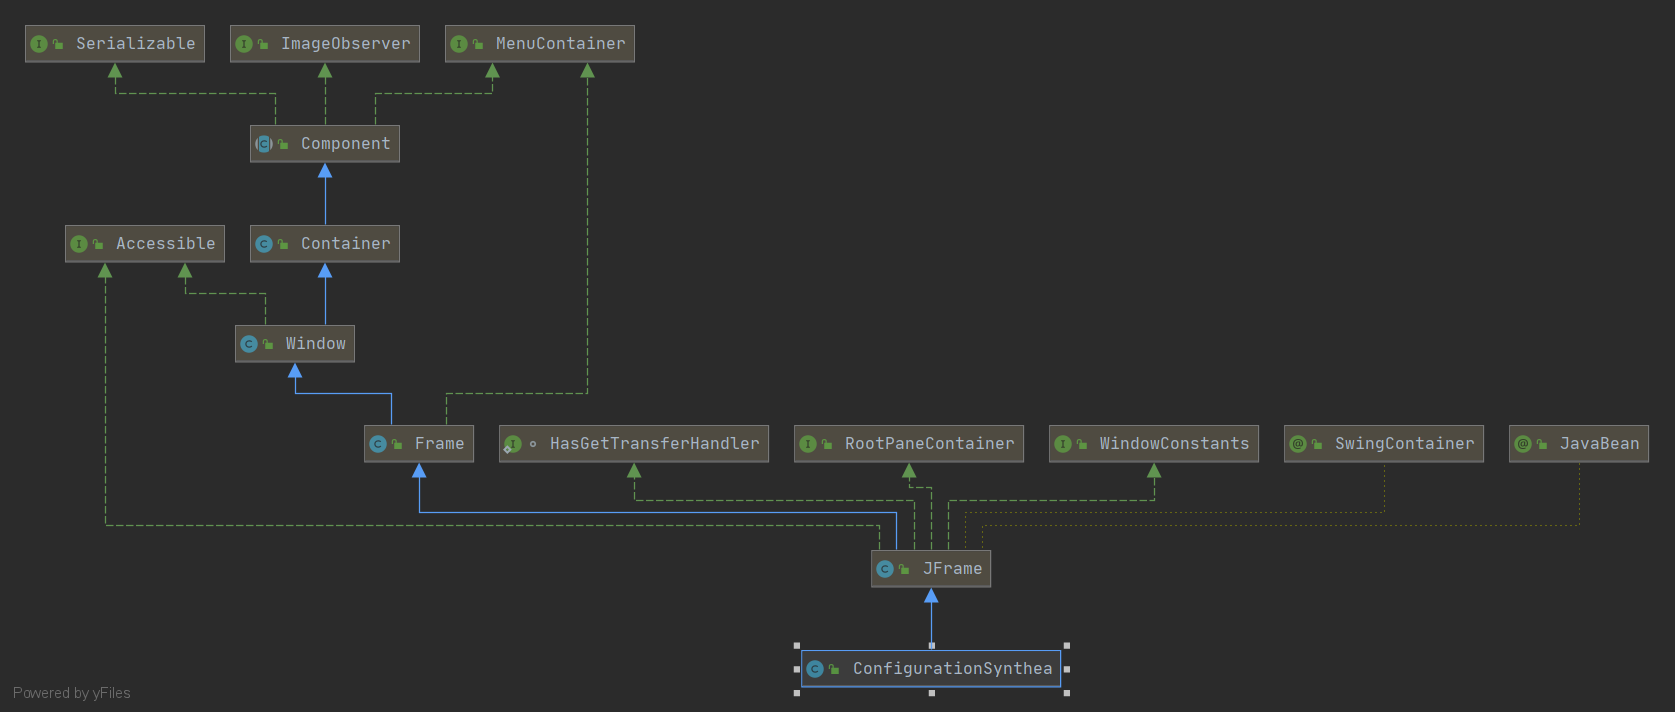 Serializable
ImageObserver
MenuContainer
Component
Accessible
Container
Window
Frame
HasGetTransferHandler
RootPaneContainer
WindowConstants
SwingContainer
JavaBean
JFrame
ConfigurationSynthea
Powered by yFiles